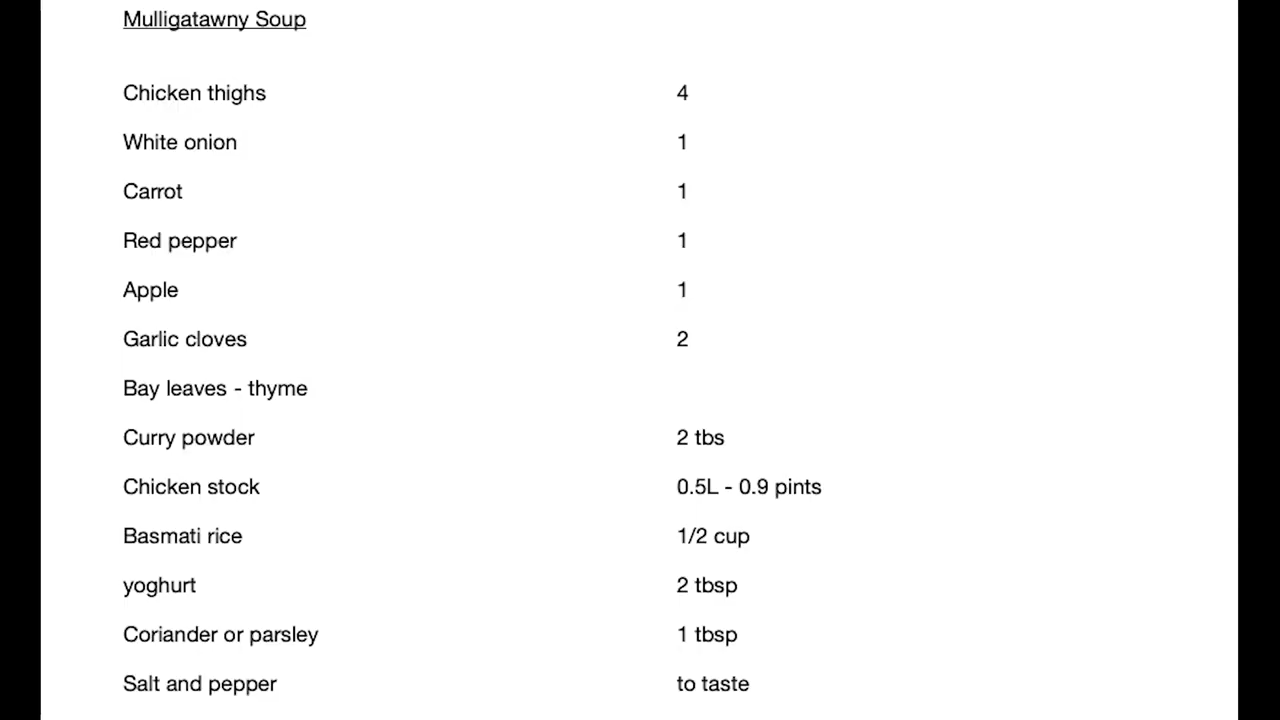 Mulligatawny Soup
Chicken thighs 4
White onion 1
Carrot 1
Red pepper 1
Apple 1
Garlic cloves 2
Bay leaves - thyme
Curry powder 2 tbs
Chicken stock 0.5L - 0.9 pints
Basmati rice 1/2 cup
yoghurt 2 tbsp
Coriander or parsley 1 tbsp
Salt and pepper to taste